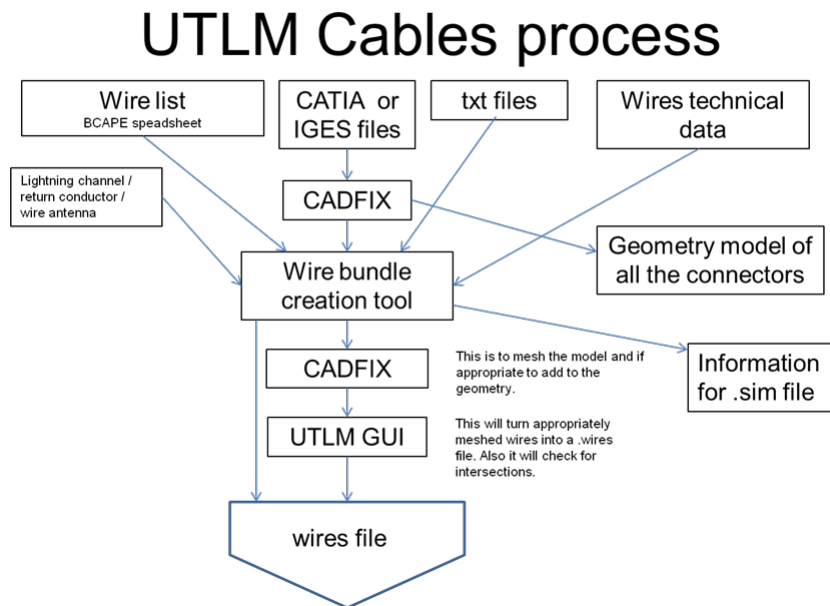 UTLM Cables process
Wire list
BCAPE speadsheet
CATIA or
IGES files
txt files
Wires technical
data
Lightning channel /
return conductor /
wire antenna
CADFIX
Geometry model of
all the connectors
Wire bundle
creation tool
CADFIX
This is to mesh the model and if
appropriate to add to the
geometry.
Information
for .sim file
UTLM GUI
This will turn appropriately
meshed wires into a .wires
file. Also it will check for
intersections.
wires file